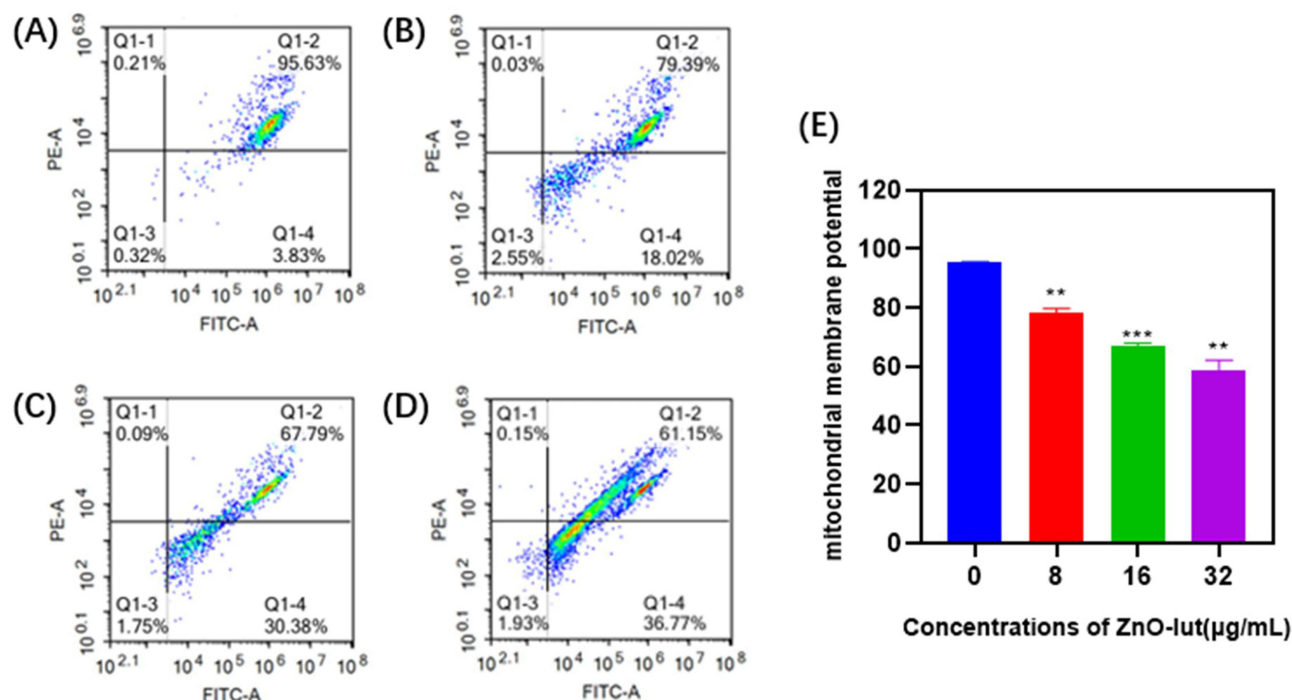 (A)
Q1-1 Q1-2
0.21% 95.63%
Q1-3 Q1-4
0.32% 3.83%
PE-A
10^6.9
10^4
10^2
10^0.1
10^2.1 10^4 10^5 10^6 10^7 10^8
FITC-A
(B)
Q1-1 Q1-2
0.03% 79.39%
Q1-3 Q1-4
2.55% 18.02%
PE-A
10^6.9
10^4
10^2
10^0.1
10^2.1 10^4 10^5 10^6 10^7 10^8
FITC-A
(C)
Q1-1 Q1-2
0.09% 67.79%
Q1-3 Q1-4
1.75% 30.38%
PE-A
10^6.9
10^4
10^2
10^0.1
10^2.1 10^4 10^5 10^6 10^7 10^8
FITC-A
(D)
Q1-1 Q1-2
0.15% 61.15%
Q1-3 Q1-4
1.93% 36.77%
PE-A
10^6.9
10^4
10^2
10^0.1
10^2.1 10^4 10^5 10^6 10^7 10^8
FITC-A
(E)
mitochondrial membrane potential
120
100
80
60
40
20
0
** *** **
0 8 16 32
Concentrations of ZnO-lut(μg/mL)